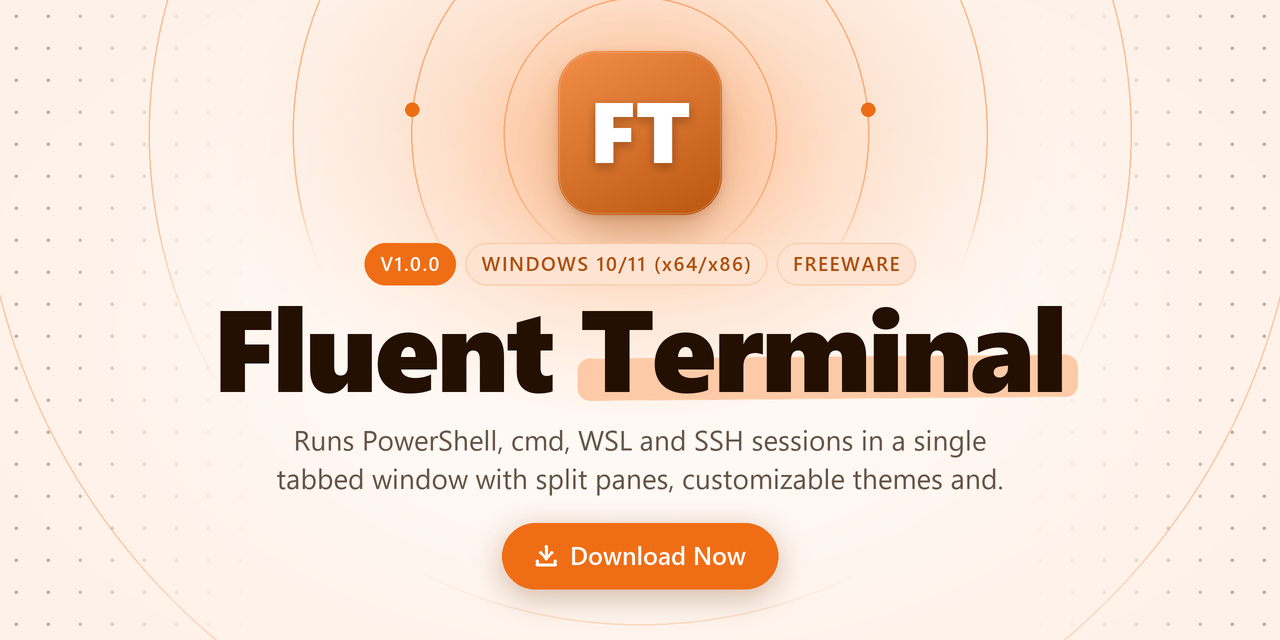 FT
V1.0.0
WINDOWS 10/11 (x64/x86)
FREEWARE
Fluent Terminal
Runs PowerShell, cmd, WSL and SSH sessions in a single
tabbed window with split panes, customizable themes and.
Download Now